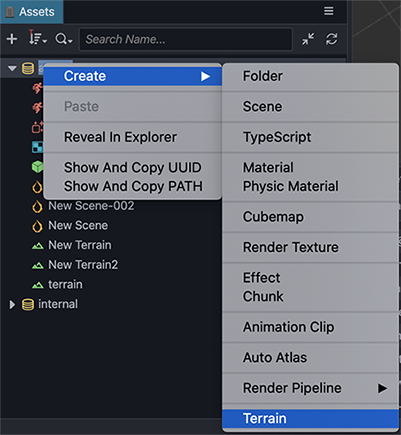 Assets
Search Name...
Create
Paste
Reveal In Explorer
Show And Copy UUID
Show And Copy PATH
Folder
Scene
TypeScript
Material
Physic Material
Cubemap
Render Texture
Effect
Chunk
Animation Clip
Auto Atlas
Render Pipeline
Terrain
New Scene-002
New Scene
New Terrain
New Terrain2
terrain
internal